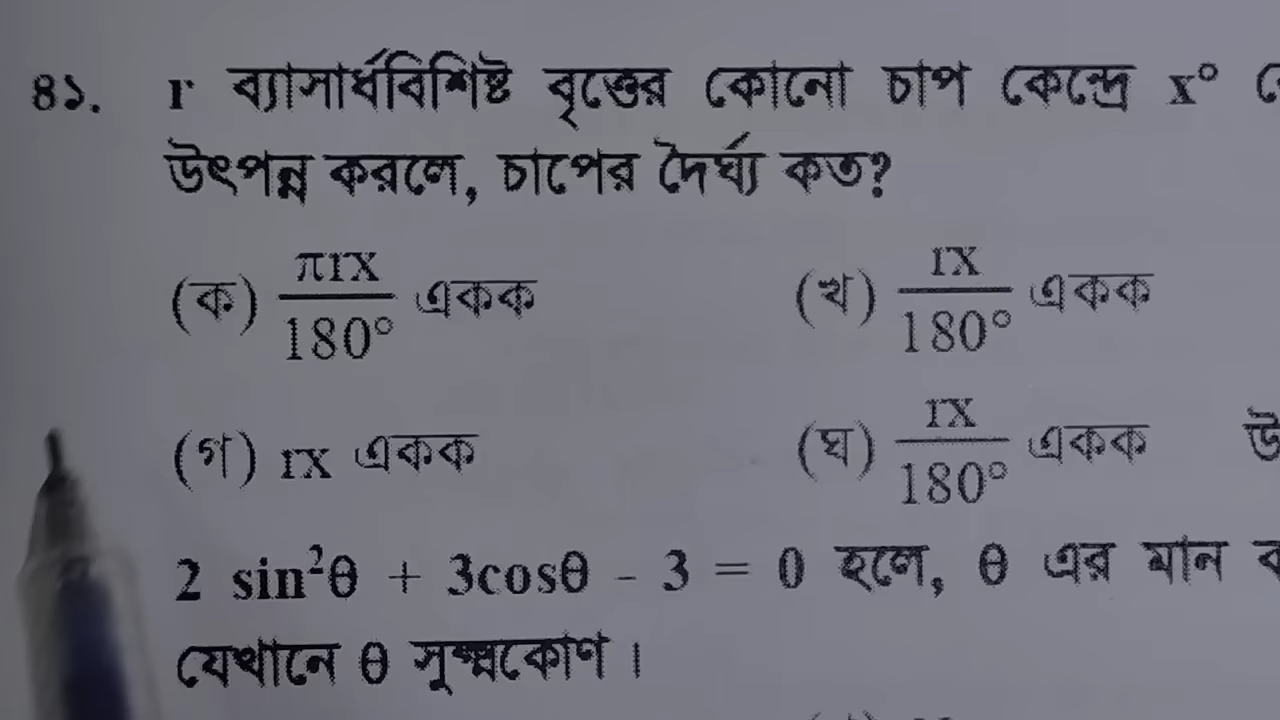 ৪১. r ব্যাসার্ধবিশিষ্ট বৃত্তের কোনো চাপ কেন্দ্রে x°
উৎপন্ন করলে, চাপের দৈর্ঘ্য কত?
(ক) πrx/180° একক (খ) rx/180° একক
(গ) rx একক (ঘ) rx/180° একক
2 sin²θ + 3cosθ - 3 = 0 হলে, θ এর মান
যেখানে θ সূক্ষ্মকোণ।